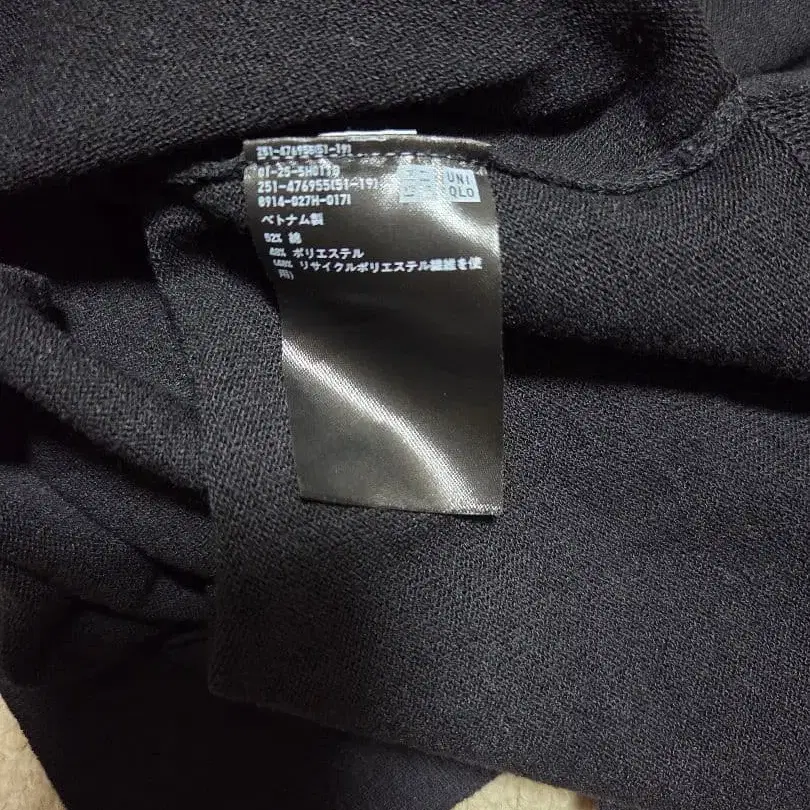 251-476955(51-19)
01-25-SH0110
251-476955(51-19)
0914-027H-0171
UNI
QLO
ベトナム製
52% 綿
48% ポリエステル
リサイクルポリエステル繊維を使
用)